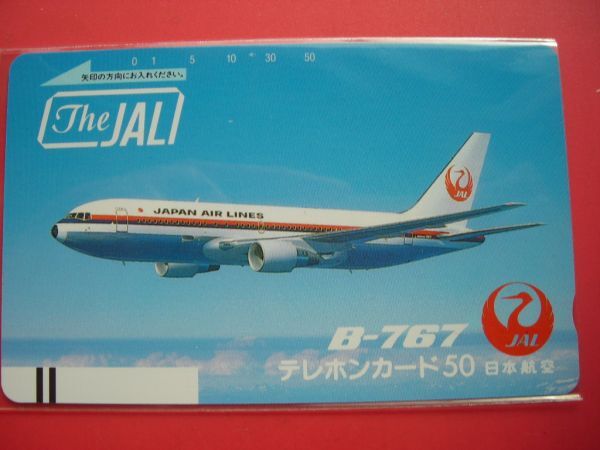 0 1 5 10 30 50
矢印の方向にお入れください。
The JAL
JAPAN AIR LINES
JAL
B-767
JAL
テレホンカード50 日本航空